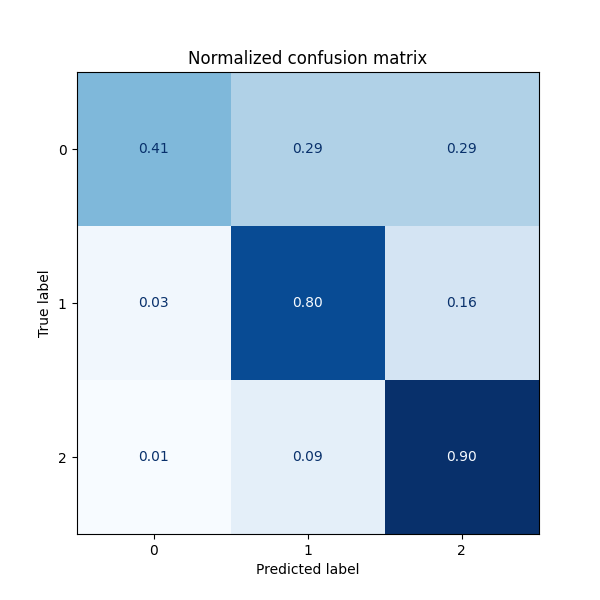 Normalized confusion matrix
0 0.41 0.29 0.29
True label
1 0.03 0.80 0.16
2 0.01 0.09 0.90
0 1 2
Predicted label